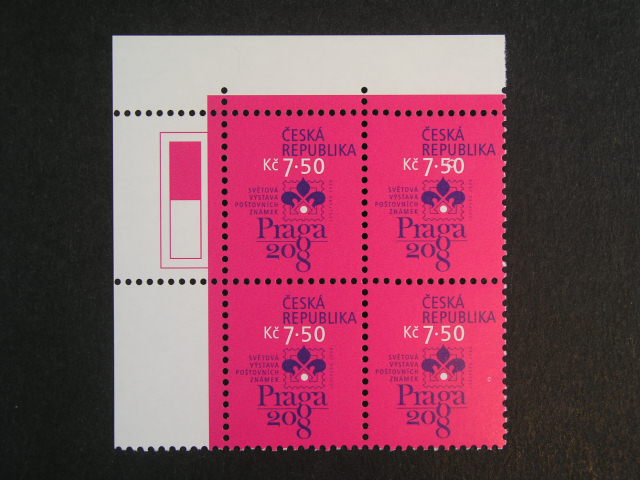 ČESKÁ
REPUBLIKA
Kč 7·50
SVĚTOVÁ
VÝSTAVA
POŠTOVNÍCH
ZNÁMEK
Praga
2008
ČESKÁ
REPUBLIKA
Kč 7·50
SVĚTOVÁ
VÝSTAVA
POŠTOVNÍCH
ZNÁMEK
Praga
2008
ČESKÁ
REPUBLIKA
Kč 7·50
SVĚTOVÁ
VÝSTAVA
POŠTOVNÍCH
ZNÁMEK
Praga
2008
ČESKÁ
REPUBLIKA
Kč 7·50
SVĚTOVÁ
VÝSTAVA
POŠTOVNÍCH
ZNÁMEK
Praga
2008